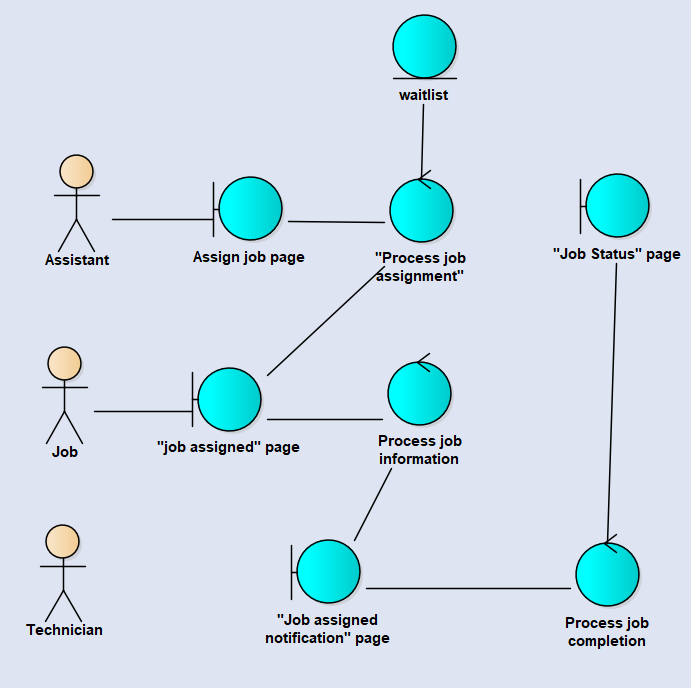 waitlist
Assistant
Assign job page
"Process job
assignment"
"Job Status" page
Job
"job assigned" page
Process job
information
Technician
"Job assigned
notification" page
Process job
completion